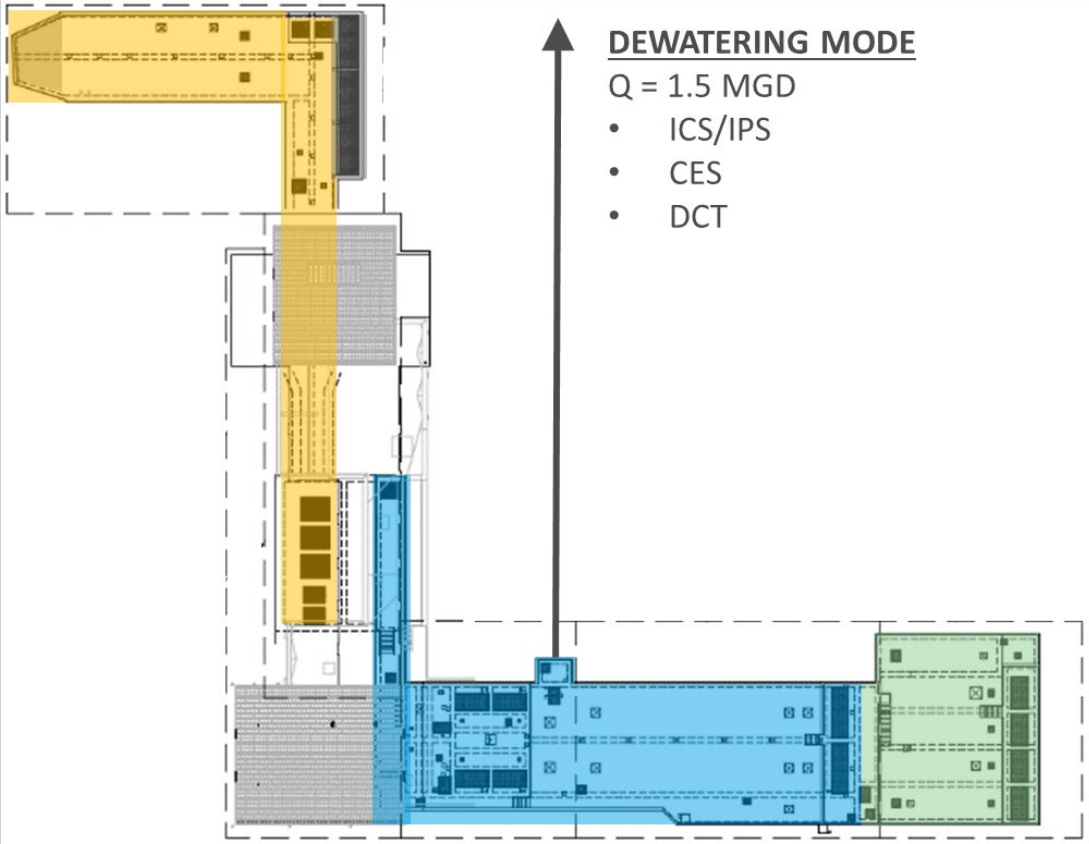 DEWATERING MODE
Q = 1.5 MGD
• ICS/IPS
• CES
• DCT